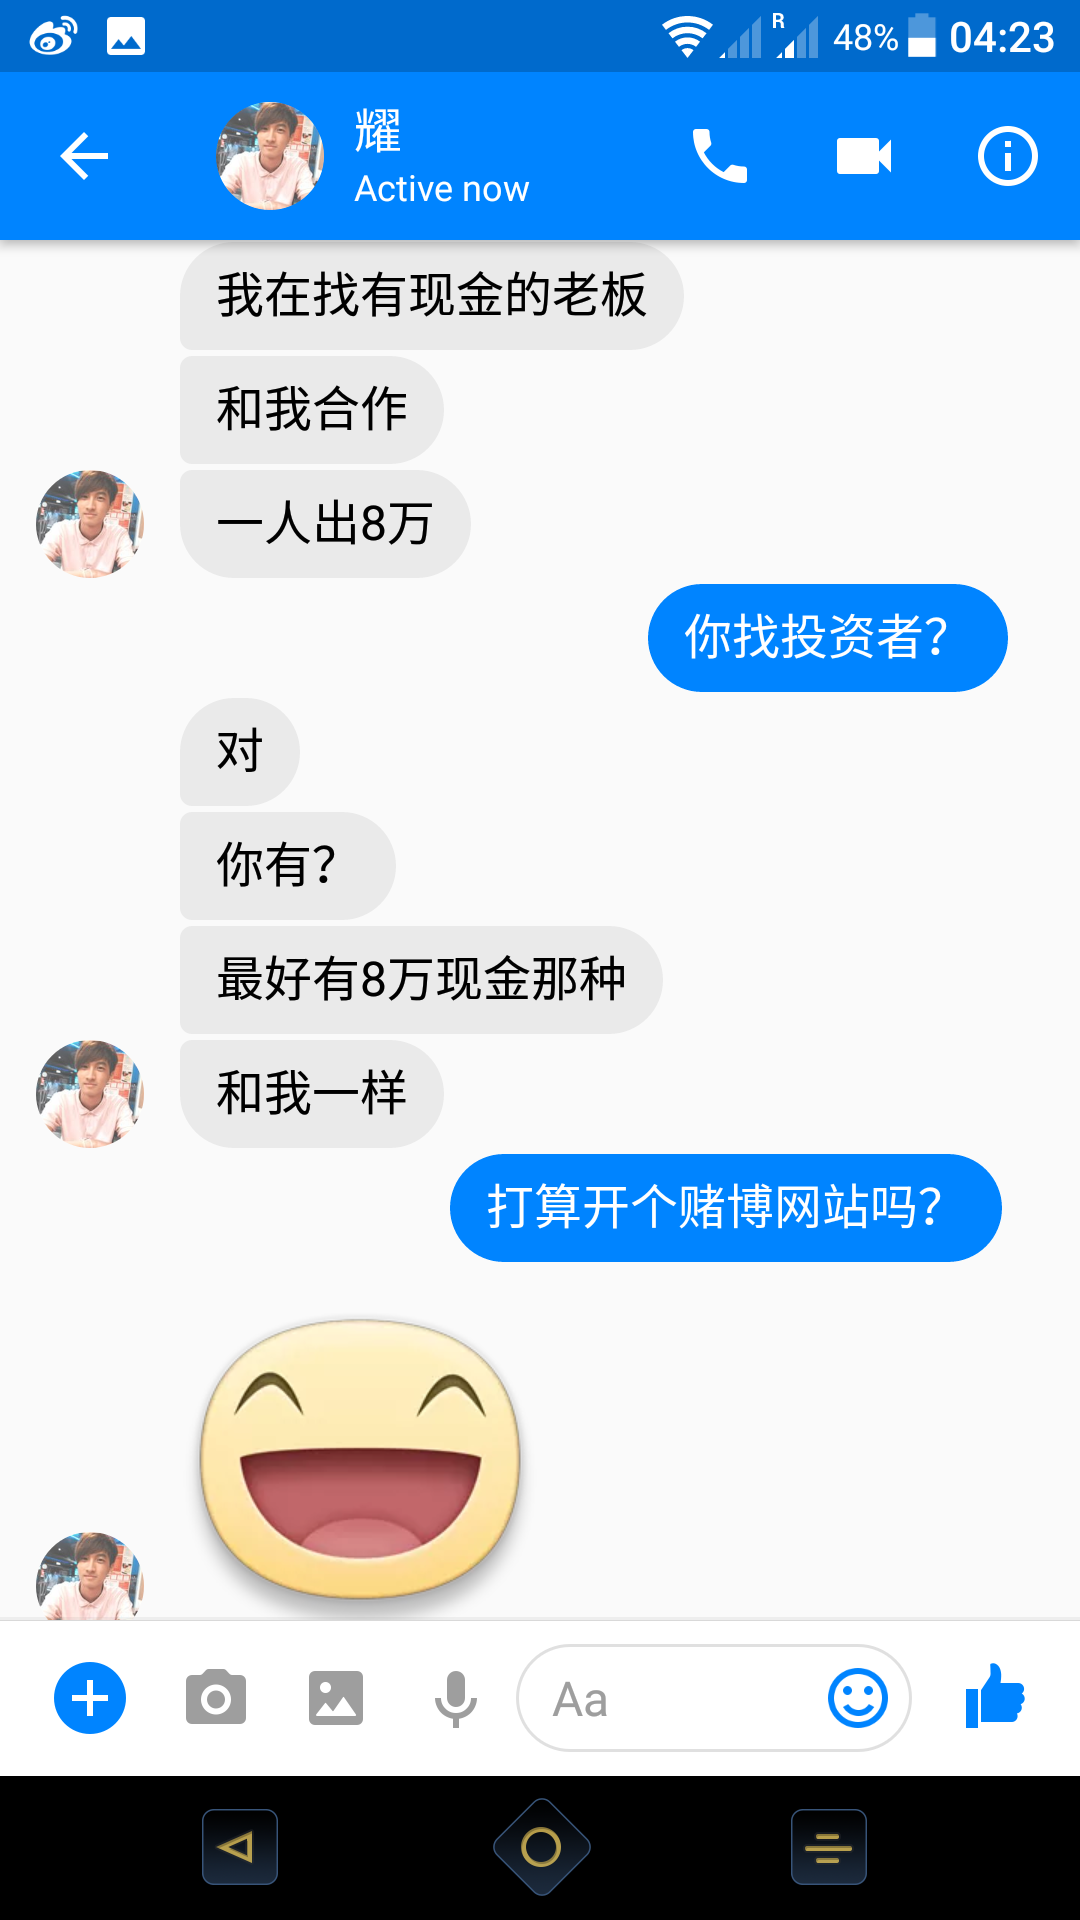 R 48% 04:23
耀
Active now
我在找有现金的老板
和我合作
一人出8万
你找投资者?
对
你有?
最好有8万现金那种
和我一样
打算开个赌博网站吗?
Aa